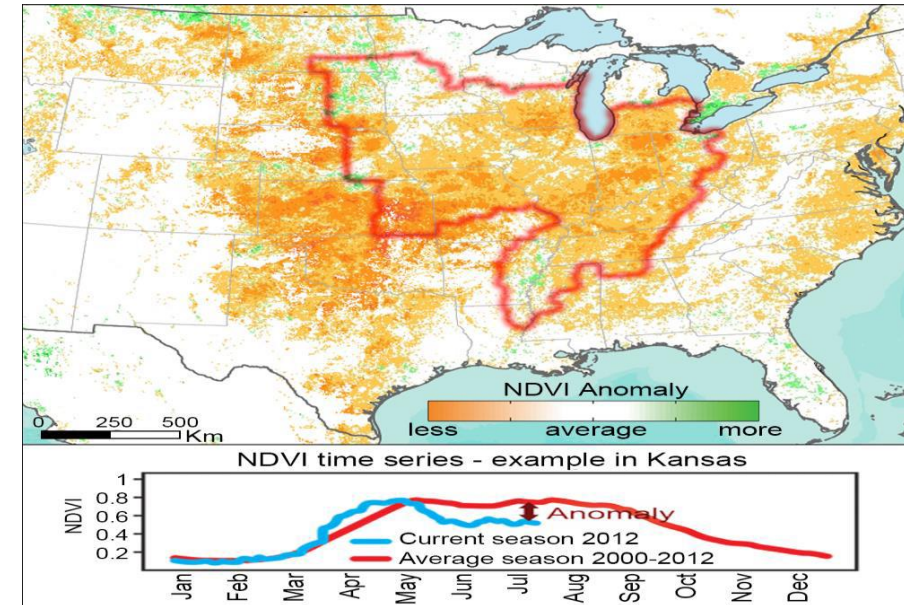 NDVI Anomaly
less average more
0 250 500
Km
NDVI time series - example in Kansas
NDVI
1
0.8
0.6
0.4
0.2
Anomaly
Current season 2012
Average season 2000-2012
Jan Feb Mar Apr May Jun Jul Aug Sep Oct Nov Dec